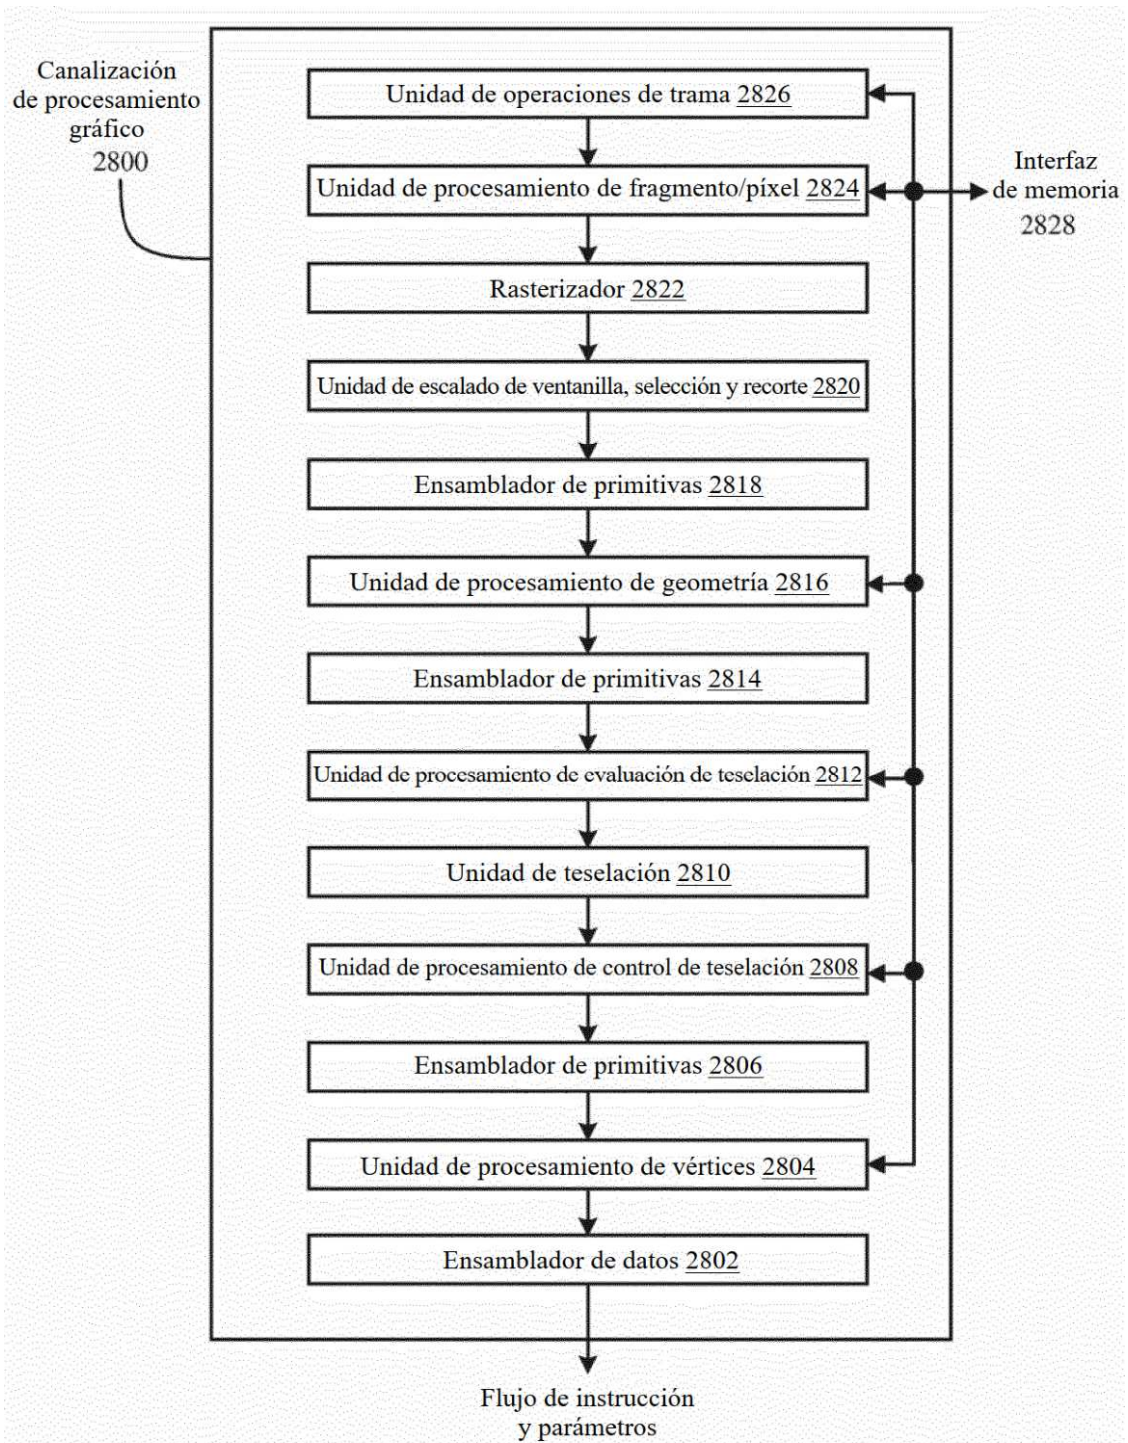 Canalización
de procesamiento
gráfico
2800
Unidad de operaciones de trama 2826
Unidad de procesamiento de fragmento/píxel 2824
Interfaz
de memoria
2828
Rasterizador 2822
Unidad de escalado de ventanilla, selección y recorte 2820
Ensamblador de primitivas 2818
Unidad de procesamiento de geometría 2816
Ensamblador de primitivas 2814
Unidad de procesamiento de evaluación de teselación 2812
Unidad de teselación 2810
Unidad de procesamiento de control de teselación 2808
Ensamblador de primitivas 2806
Unidad de procesamiento de vértices 2804
Ensamblador de datos 2802
Flujo de instrucción
y parámetros